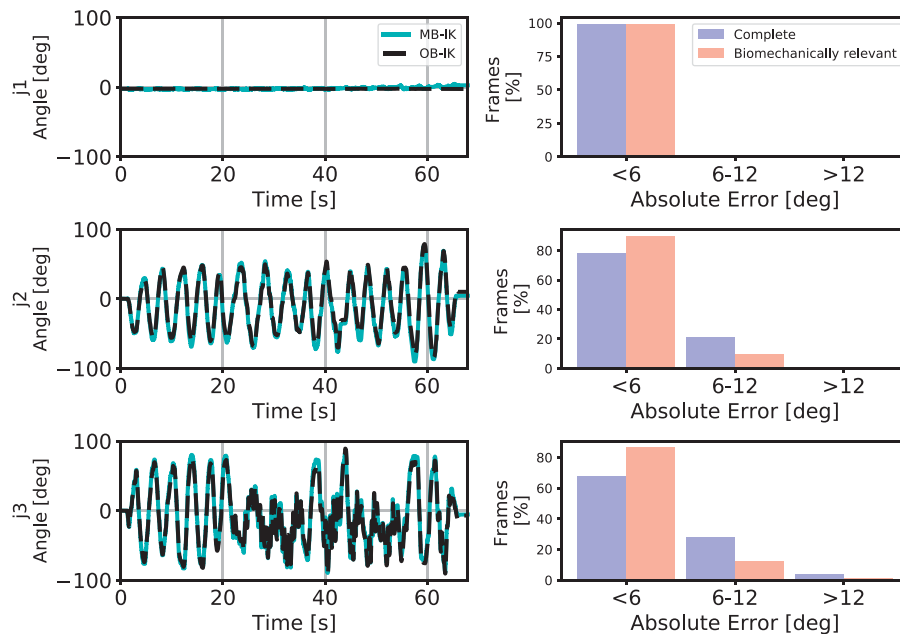 j1
Angle [deg]
100
0
−100
MB-IK
OB-IK
0
20
40
60
Time [s]
Frames
[%]
100
75
50
25
0
Complete
Biomechanically relevant
<6
6-12
>12
Absolute Error [deg]
j2
Angle [deg]
100
0
−100
0
20
40
60
Time [s]
Frames
[%]
80
60
40
20
0
<6
6-12
>12
Absolute Error [deg]
j3
Angle [deg]
100
0
−100
0
20
40
60
Time [s]
Frames
[%]
80
60
40
20
0
<6
6-12
>12
Absolute Error [deg]